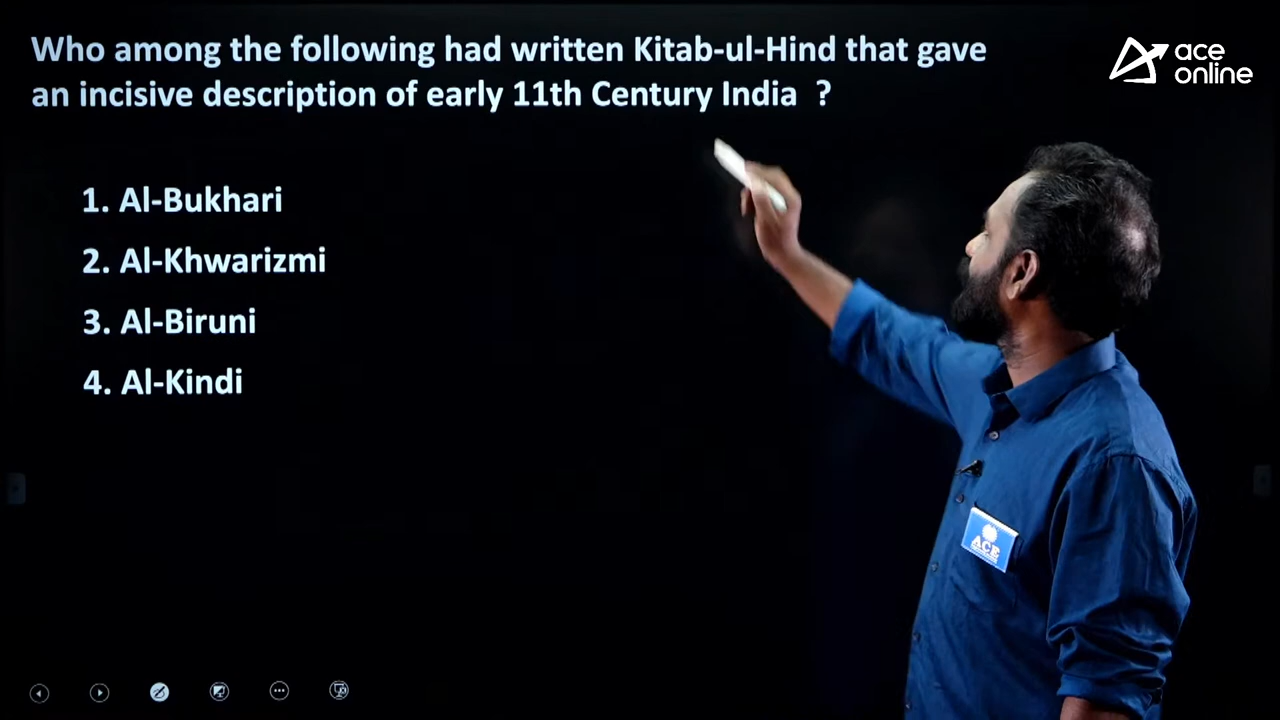 Who among the following had written Kitab-ul-Hind that gave
an incisive description of early 11th Century India ?
ace
online
1. Al-Bukhari
2. Al-Khwarizmi
3. Al-Biruni
4. Al-Kindi
ACE